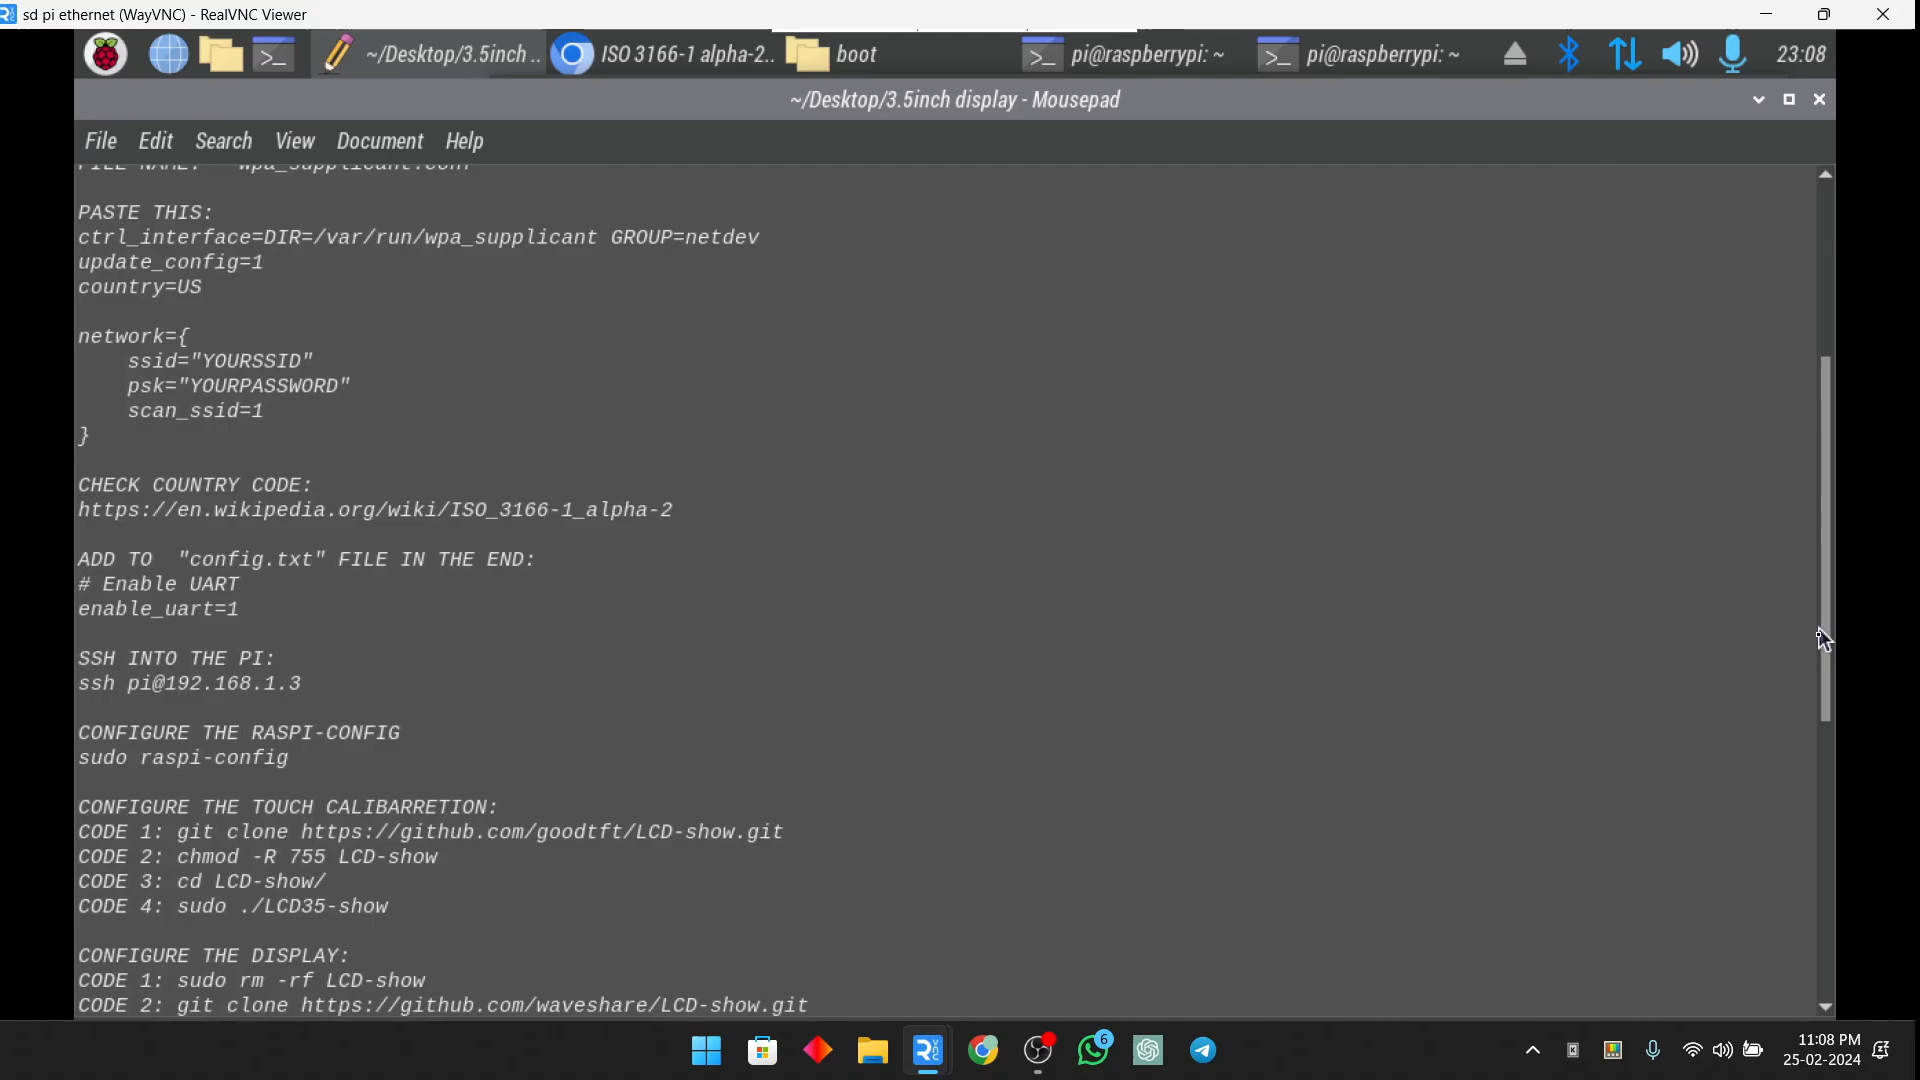 sd pi ethernet (WayVNC) - RealVNC Viewer
~/Desktop/3.5inch ..
ISO 3166-1 alpha-2..
boot
pi@raspberrypi: ~
pi@raspberrypi: ~
23:08
~/Desktop/3.5inch display - Mousepad
File Edit Search View Document Help
FILE NAME: "wpa_supplicant.conf"
PASTE THIS:
ctrl_interface=DIR=/var/run/wpa_supplicant GROUP=netdev
update_config=1
country=US
network={
ssid="YOURSSID"
psk="YOURPASSWORD"
scan_ssid=1
}
CHECK COUNTRY CODE:
https://en.wikipedia.org/wiki/ISO_3166-1_alpha-2
ADD TO "config.txt" FILE IN THE END:
# Enable UART
enable_uart=1
SSH INTO THE PI:
ssh pi@192.168.1.3
CONFIGURE THE RASPI-CONFIG
sudo raspi-config
CONFIGURE THE TOUCH CALIBARRETION:
CODE 1: git clone https://github.com/goodtft/LCD-show.git
CODE 2: chmod -R 755 LCD-show
CODE 3: cd LCD-show/
CODE 4: sudo ./LCD35-show
CONFIGURE THE DISPLAY:
CODE 1: sudo rm -rf LCD-show
CODE 2: git clone https://github.com/waveshare/LCD-show.git
6
11:08 PM
25-02-2024